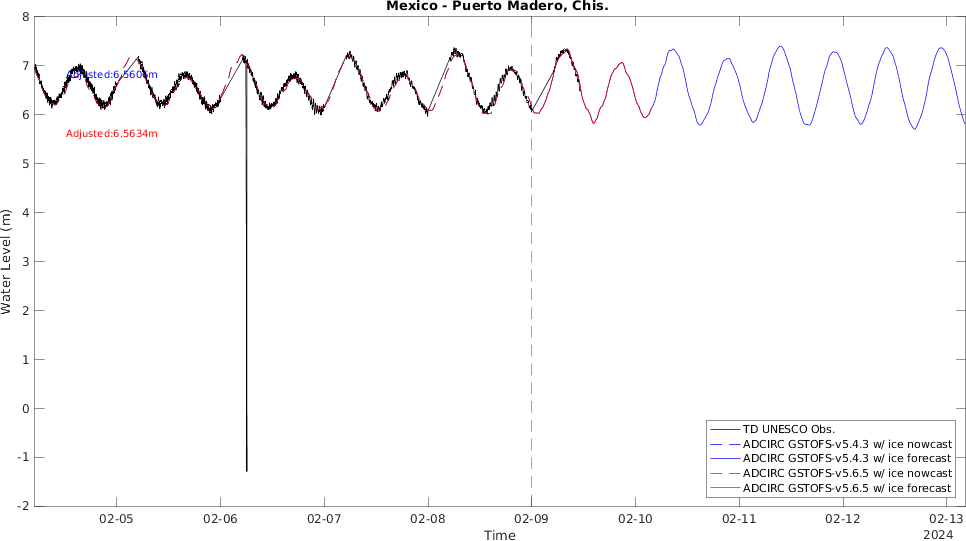 Mexico - Puerto Madero, Chis.
8
7
6
5
4
3
2
1
0
-1
-2
Water Level (m)
Adjusted:6.5606m
Adjusted:6.5634m
TD UNESCO Obs.
ADCIRC GSTOFS-v5.4.3 w/ ice nowcast
ADCIRC GSTOFS-v5.4.3 w/ ice forecast
ADCIRC GSTOFS-v5.6.5 w/ ice nowcast
ADCIRC GSTOFS-v5.6.5 w/ ice forecast
02-05 02-06 02-07 02-08 02-09 02-10 02-11 02-12 02-13
Time
2024